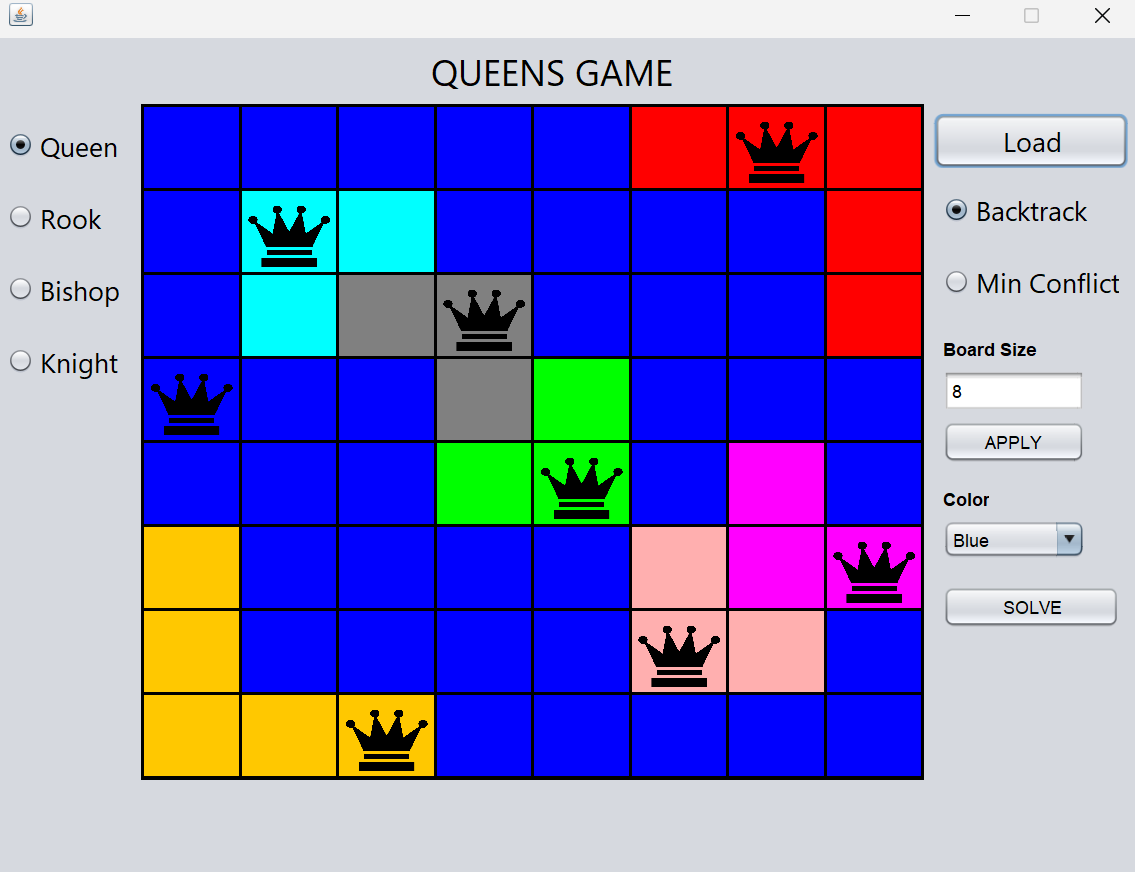 QUEENS GAME
Queen
Rook
Bishop
Knight
Load
Backtrack
Min Conflict
Board Size
8
APPLY
Color
Blue
SOLVE